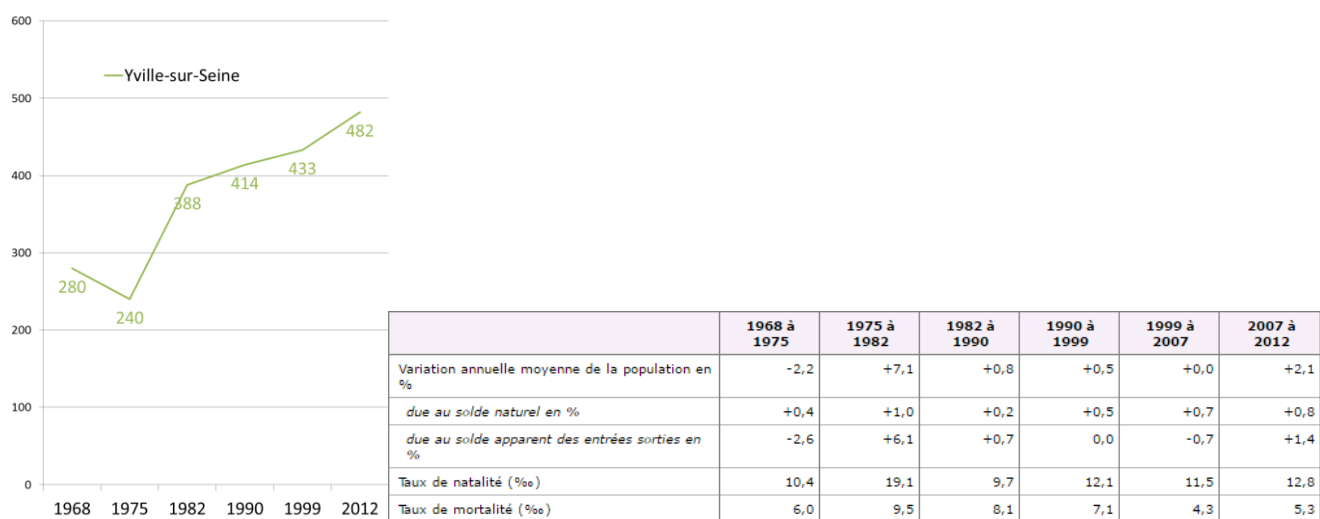 600
Yville-sur-Seine
500
482
433
414
400
388
300
280
240
200
100
0
1968 1975 1982 1990 1999 2012
1968 à 1975 à 1982 à 1990 à 1999 à 2007 à
1975 1982 1990 1999 2007 2012
Variation annuelle moyenne de la population en -2,2 +7,1 +0,8 +0,5 +0,0 +2,1
%
due au solde naturel en % +0,4 +1,0 +0,2 +0,5 +0,7 +0,8
due au solde apparent des entrées sorties en -2,6 +6,1 +0,7 0,0 -0,7 +1,4
%
Taux de natalité (‰) 10,4 19,1 9,7 12,1 11,5 12,8
Taux de mortalité (‰) 6,0 9,5 8,1 7,1 4,3 5,3